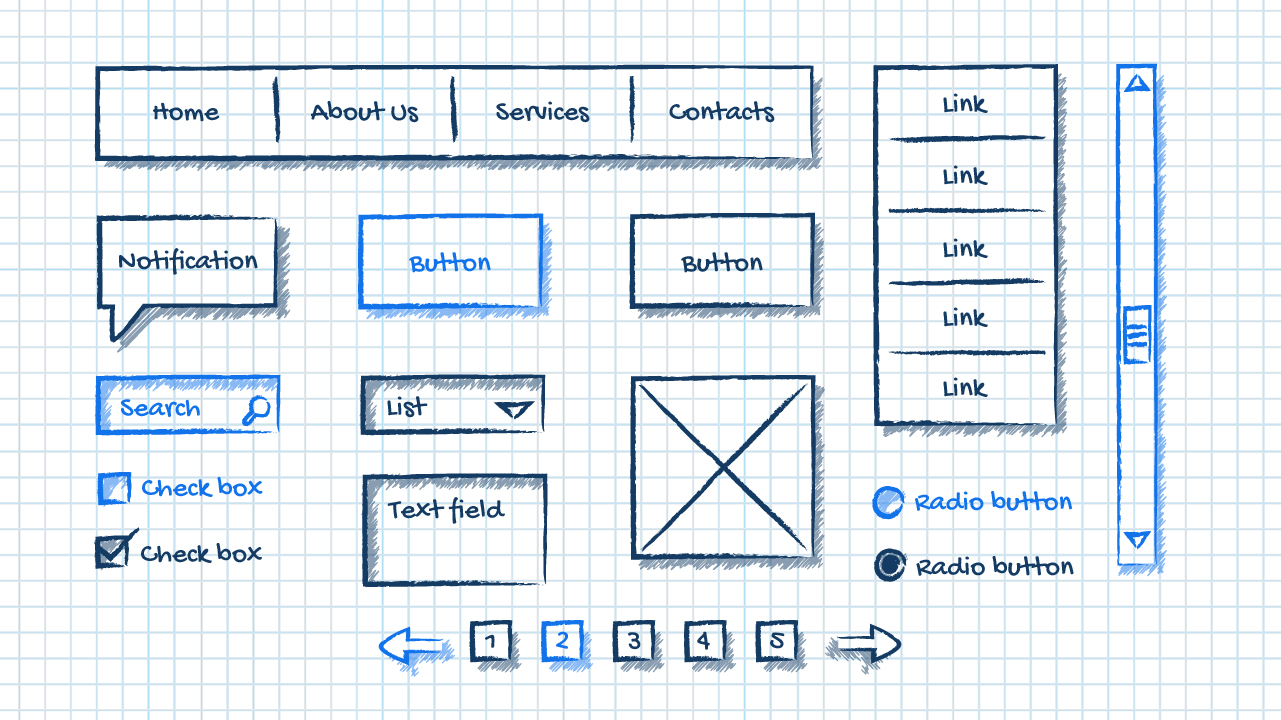 Home
About Us
Services
Contacts
Notification
Button
Button
Search
List
Check box
Check box
Text field
Link
Link
Link
Link
Link
Radio button
Radio button
1
2
3
4
5